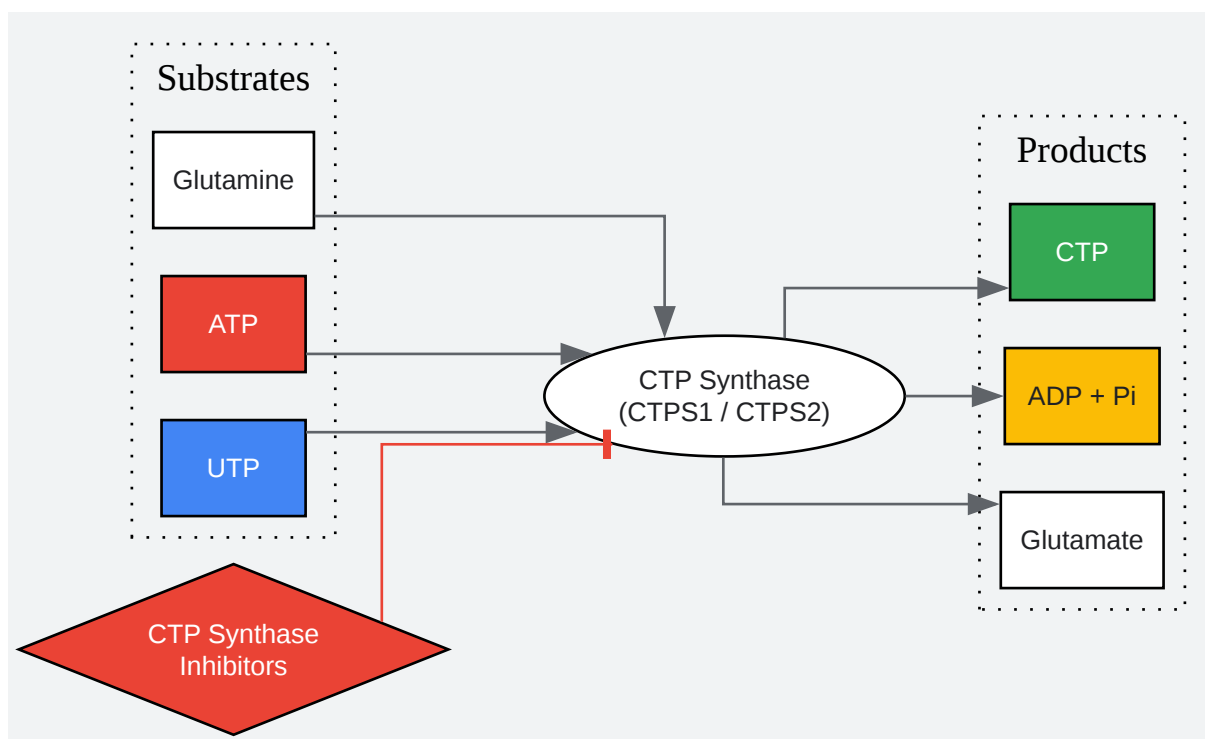 Substrates
Glutamine
ATP
UTP
CTP Synthase
Inhibitors
CTP Synthase
(CTPS1 / CTPS2)
Products
CTP
ADP + Pi
Glutamate